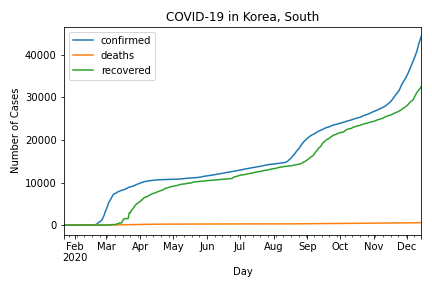 COVID-19 in Korea, South
confirmed
deaths
recovered
Number of Cases
40000
30000
20000
10000
0
Feb Mar Apr May Jun Jul Aug Sep Oct Nov Dec
2020
Day